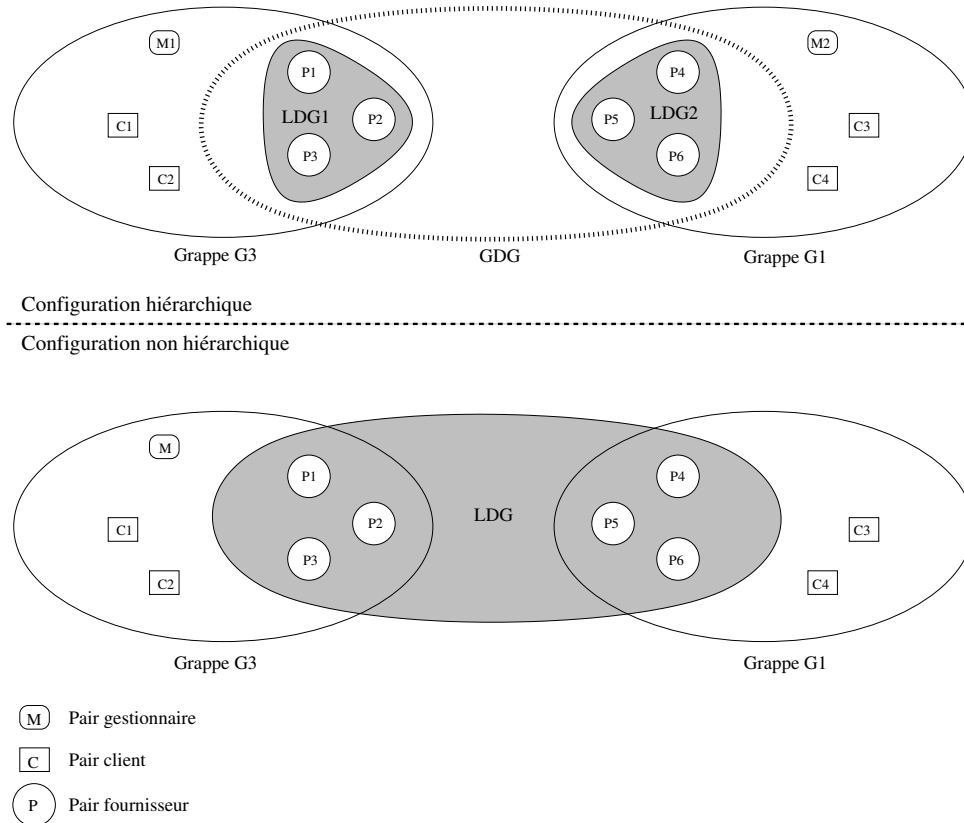 M1
M2
P1
P4
LDG1
P2
P5
LDG2
C1
C3
P3
P6
C2
C4
Grappe G3
GDG
Grappe G1
Configuration hiérarchique
Configuration non hiérarchique
M
P1
P4
LDG
P2
P5
C1
C3
P3
P6
C2
C4
Grappe G3
Grappe G1
M Pair gestionnaire
C Pair client
P Pair fournisseur